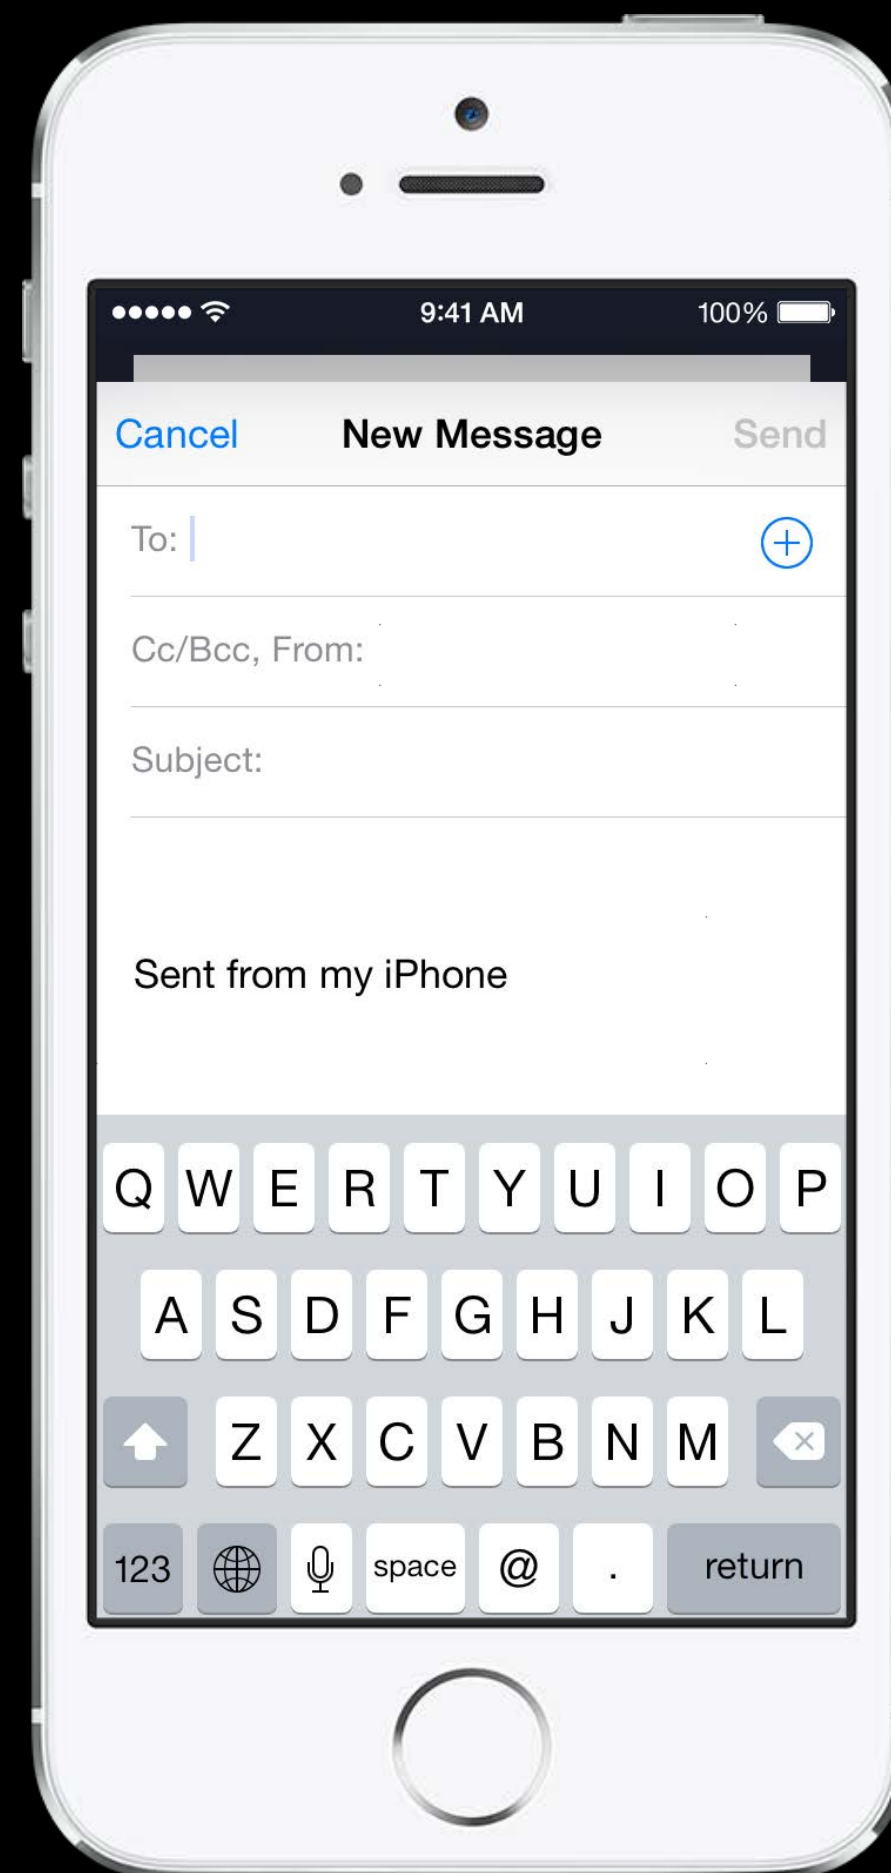 9:41 AM 100%
Cancel New Message Send
To:
Cc/Bcc, From:
Subject:
Sent from my iPhone
Q W E R T Y U I O P
A S D F G H J K L
Z X C V B N M
123 space @ . return